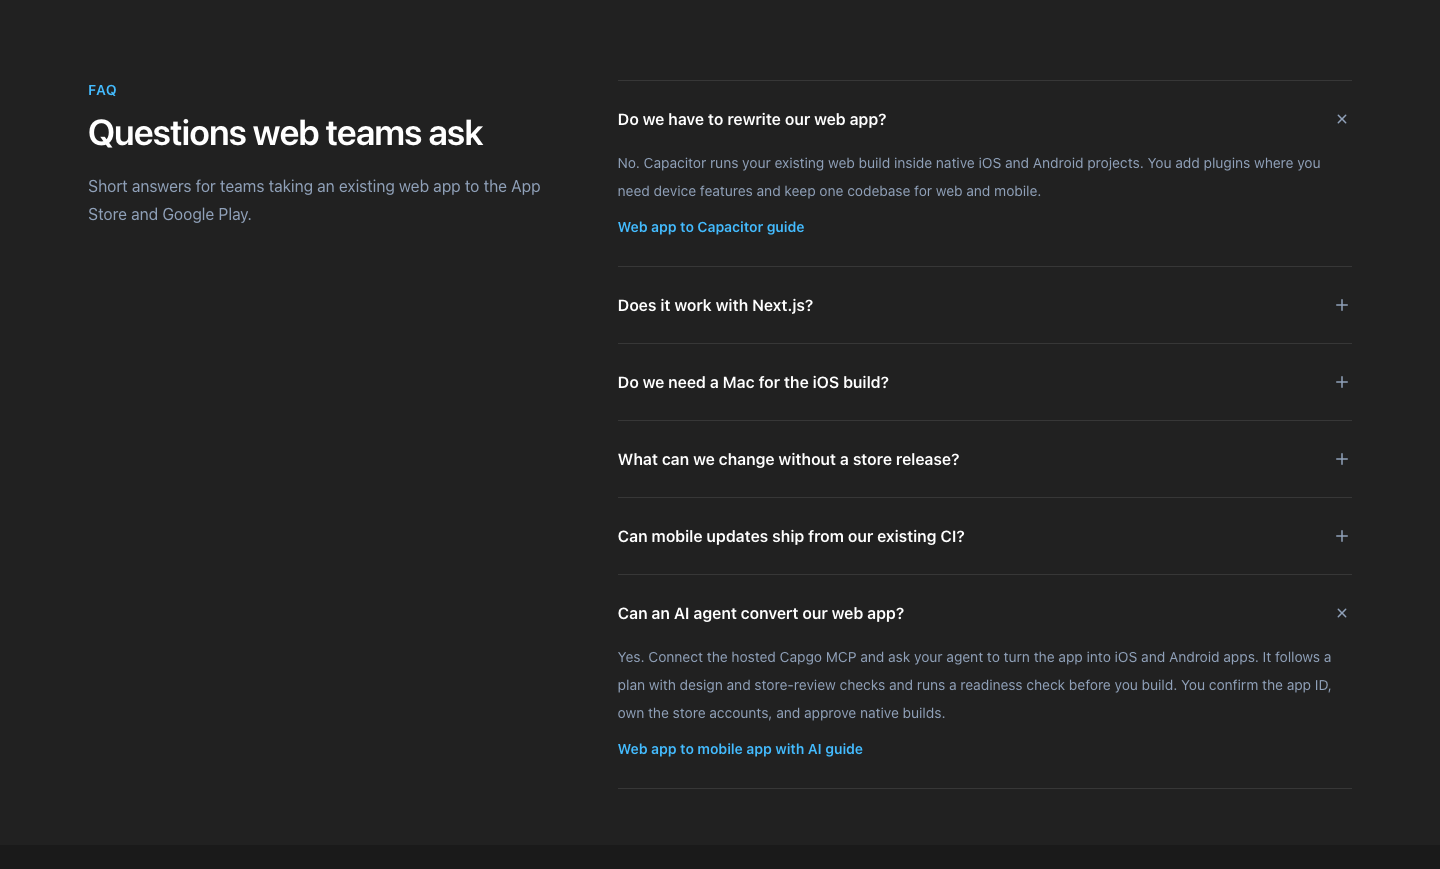 FAQ
Questions web teams ask
Short answers for teams taking an existing web app to the App
Store and Google Play.
Do we have to rewrite our web app?
No. Capacitor runs your existing web build inside native iOS and Android projects. You add plugins where you
need device features and keep one codebase for web and mobile.
Web app to Capacitor guide
Does it work with Next.js?
Do we need a Mac for the iOS build?
What can we change without a store release?
Can mobile updates ship from our existing CI?
Can an AI agent convert our web app?
Yes. Connect the hosted Capgo MCP and ask your agent to turn the app into iOS and Android apps. It follows a
plan with design and store-review checks and runs a readiness check before you build. You confirm the app ID,
own the store accounts, and approve native builds.
Web app to mobile app with AI guide